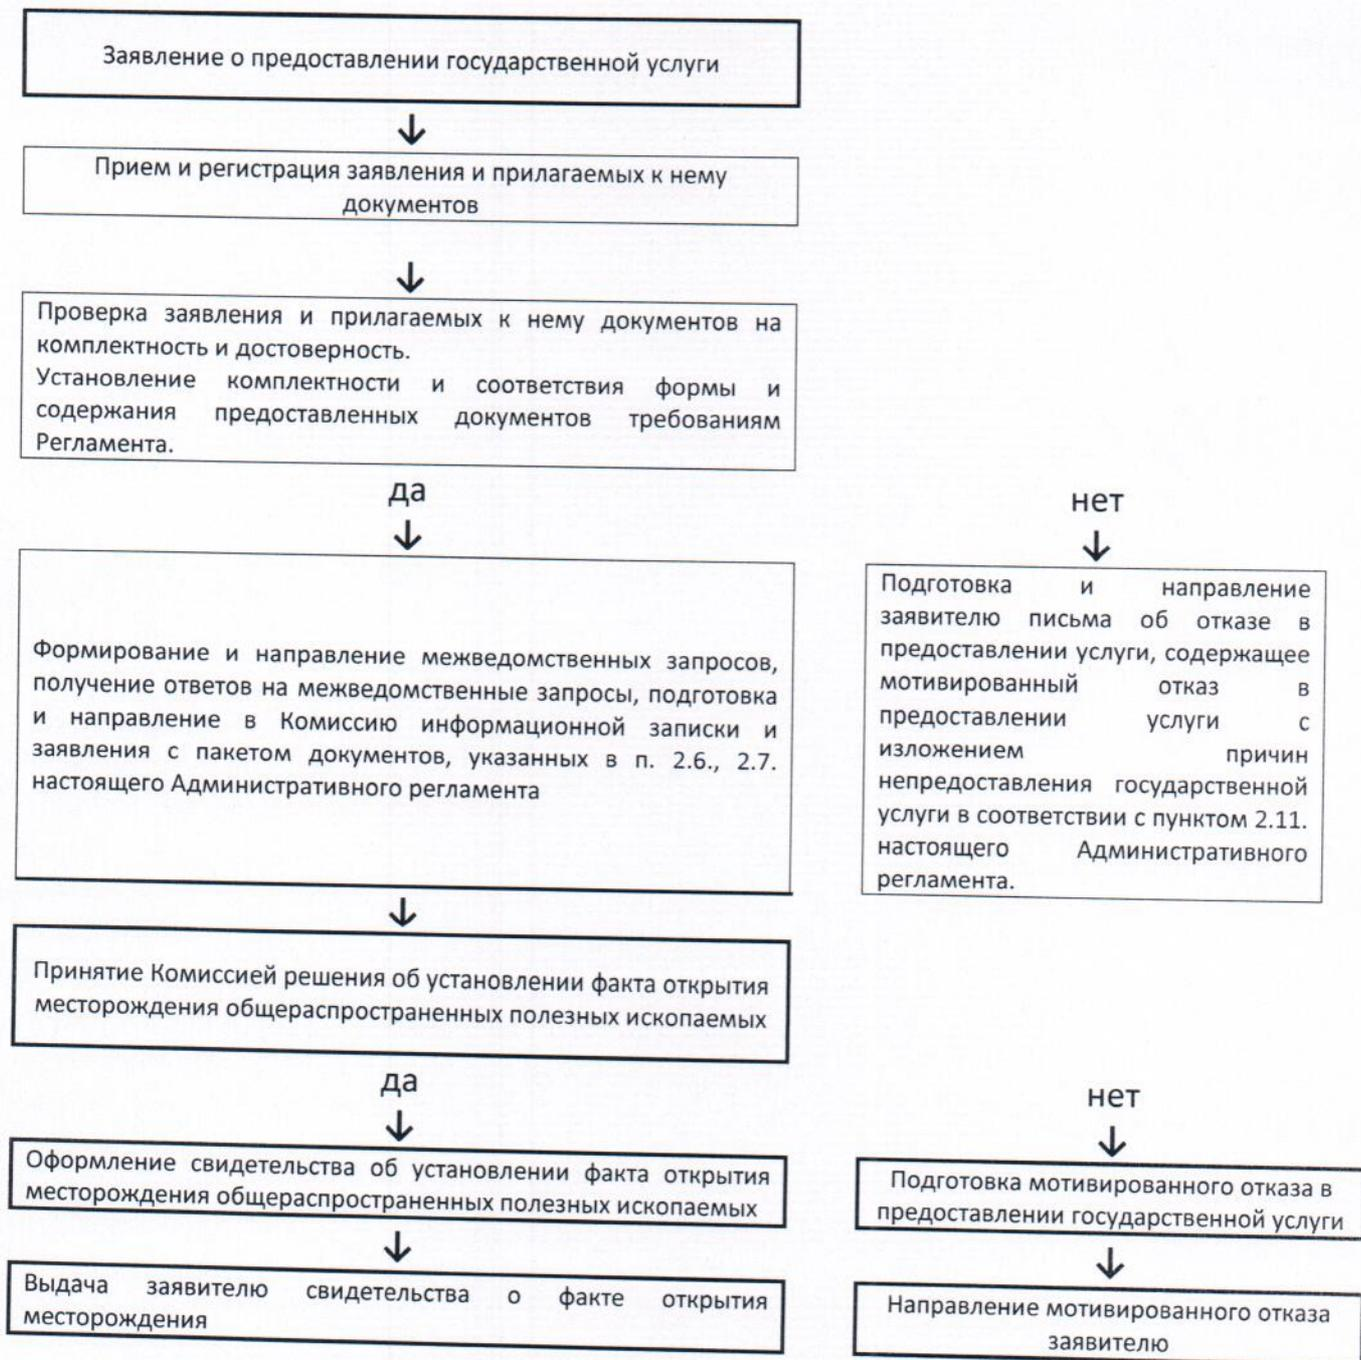 Заявление о предоставлении государственной услуги
Прием и регистрация заявления и прилагаемых к нему
документов
Проверка заявления и прилагаемых к нему документов на
комплектность и достоверность.
Установление комплектности и соответствия формы и
содержания предоставленных документов требованиям
Регламента.
да
нет
Формирование и направление межведомственных запросов,
получение ответов на межведомственные запросы, подготовка
и направление в Комиссию информационной записки и
заявления с пакетом документов, указанных в п. 2.6., 2.7.
настоящего Административного регламента
Подготовка и направление
заявителю письма об отказе в
предоставлении услуги, содержащее
мотивированный отказ в
предоставлении услуги с
изложением причин
непредоставления государственной
услуги в соответствии с пунктом 2.11.
настоящего Административного
регламента.
Принятие Комиссией решения об установлении факта открытия
месторождения общераспространенных полезных ископаемых
да
нет
Оформление свидетельства об установлении факта открытия
месторождения общераспространенных полезных ископаемых
Подготовка мотивированного отказа в
предоставлении государственной услуги
Выдача заявителю свидетельства о факте открытия
месторождения
Направление мотивированного отказа
заявителю